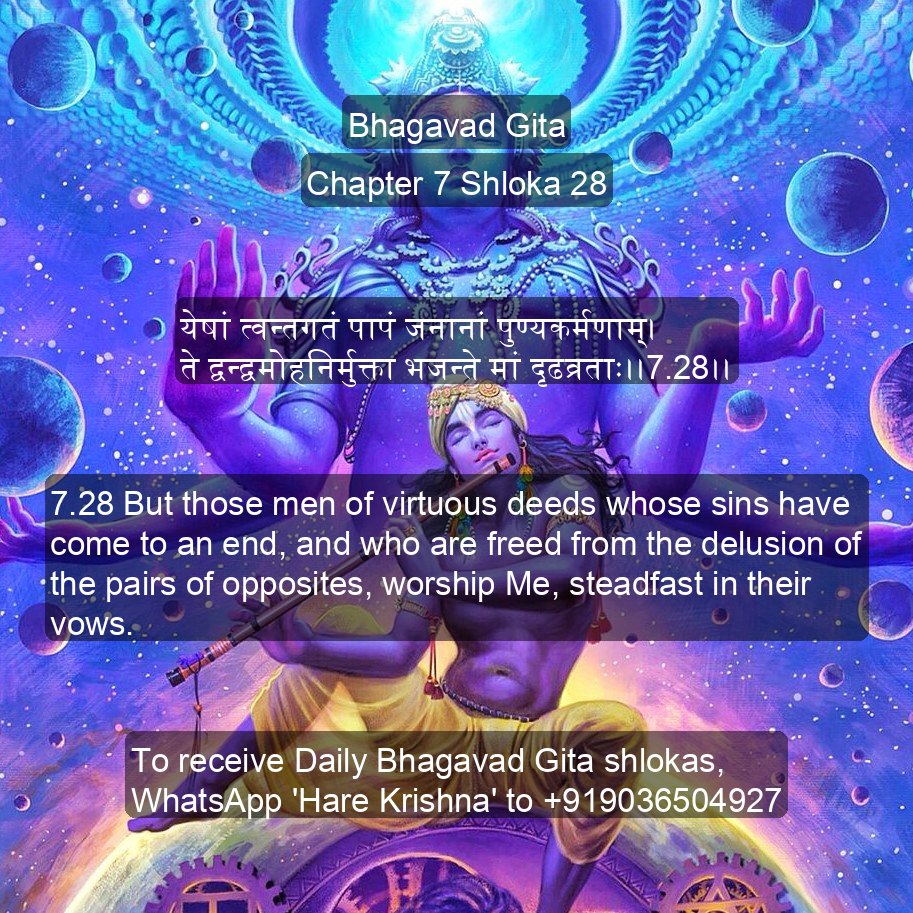 Bhagavad Gita
Chapter 7 Shloka 28
येषां त्वन्तगतं पापं जनानां पुण्यकर्मणाम्।
ते द्वन्द्वमोहनिर्मुक्ता भजन्ते मां दृढव्रताः।।7.28।।
7.28 But those men of virtuous deeds whose sins have
come to an end, and who are freed from the delusion of
the pairs of opposites, worship Me, steadfast in their
vows.
To receive Daily Bhagavad Gita shlokas,
WhatsApp 'Hare Krishna' to +919036504927